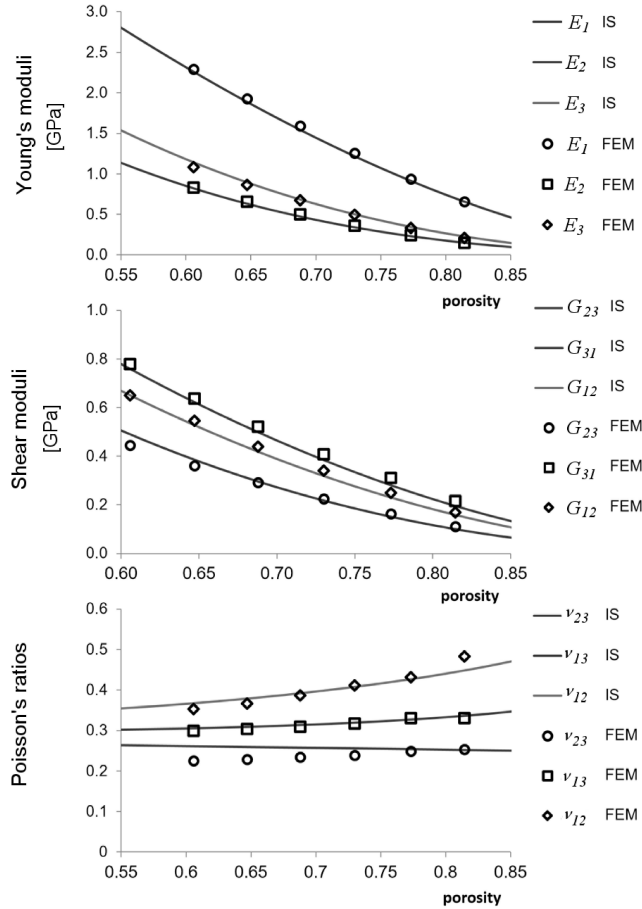 Young's moduli
[GPa]
3.0
2.5
2.0
1.5
1.0
0.5
0.0
0.55 0.60 0.65 0.70 0.75 0.80 0.85
porosity
E1 IS
E2 IS
E3 IS
E1 FEM
E2 FEM
E3 FEM
Shear moduli
[GPa]
1.0
0.8
0.6
0.4
0.2
0.0
0.60 0.65 0.70 0.75 0.80 0.85
porosity
G23 IS
G31 IS
G12 IS
G23 FEM
G31 FEM
G12 FEM
Poisson's ratios
0.6
0.5
0.4
0.3
0.2
0.1
0
0.55 0.6 0.65 0.7 0.75 0.8 0.85
porosity
ν23 IS
ν13 IS
ν12 IS
ν23 FEM
ν13 FEM
ν12 FEM